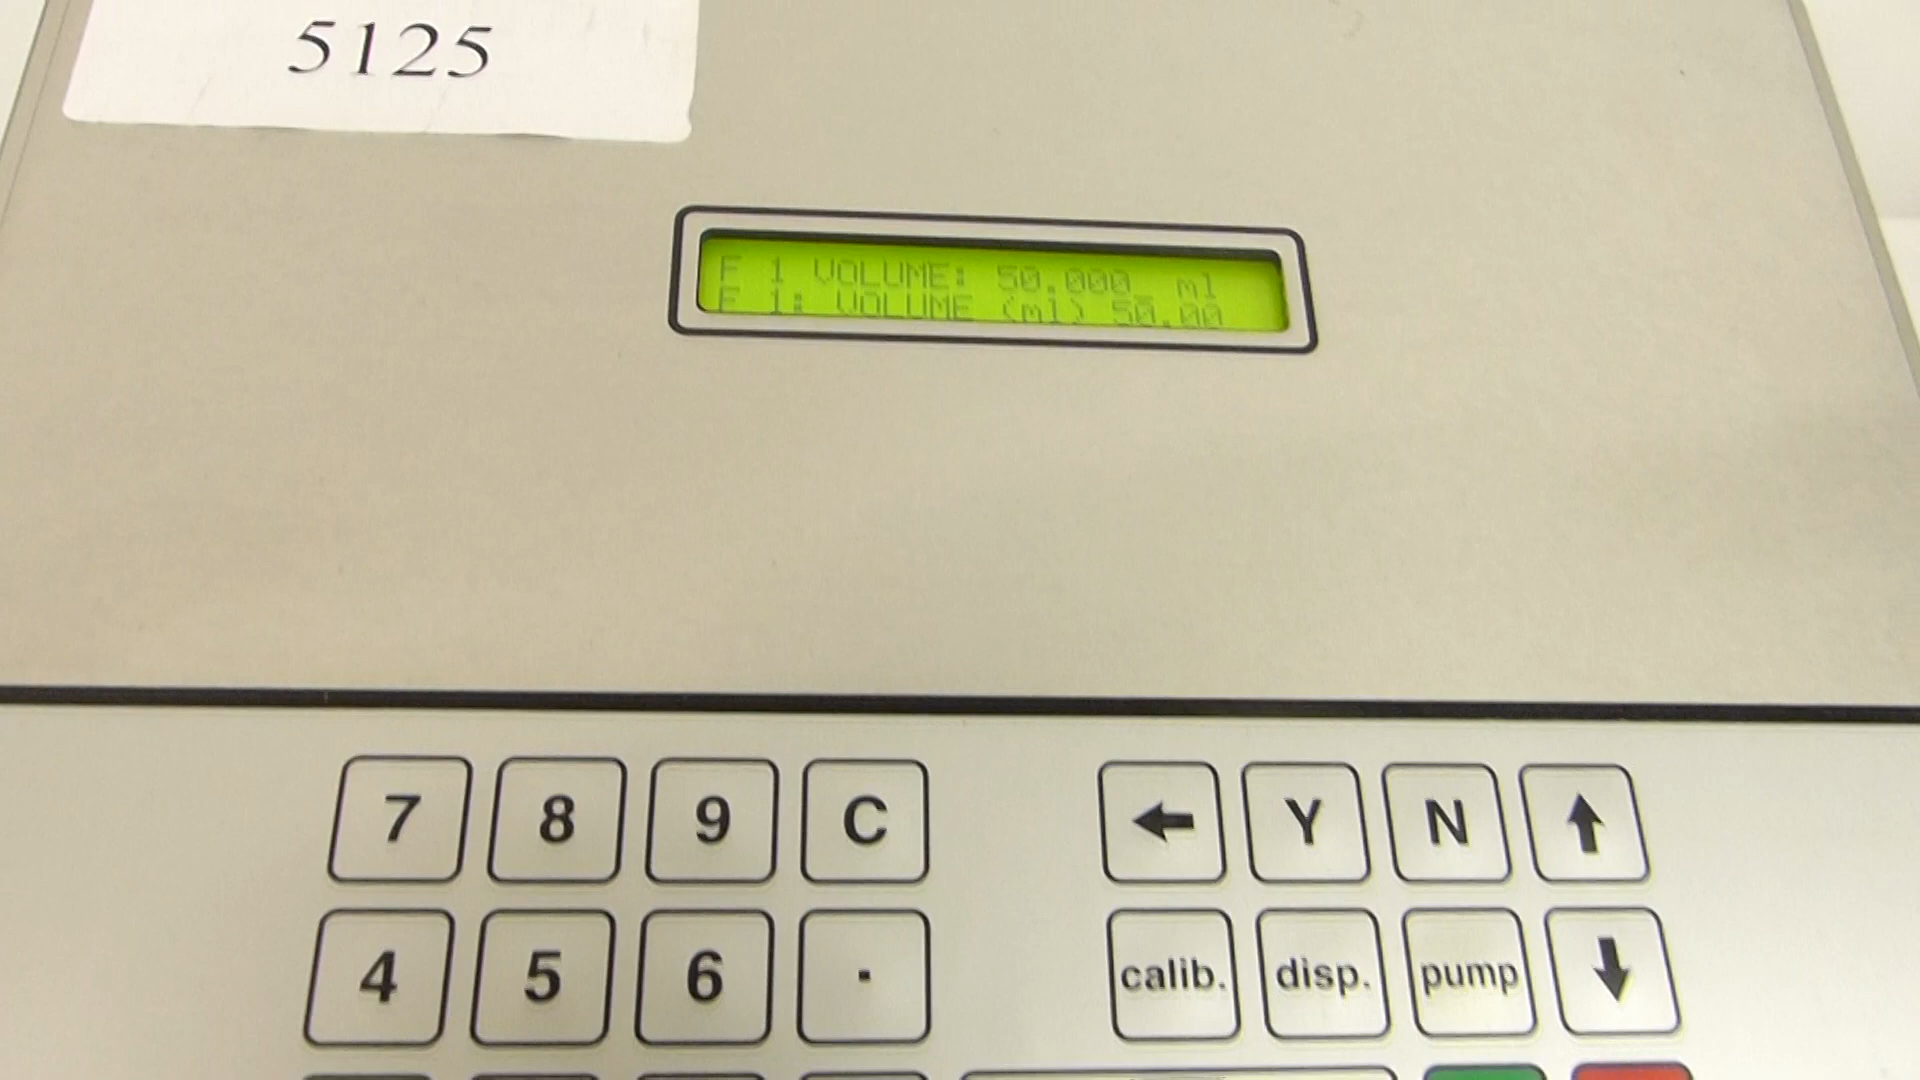 5125
F 1 VOLUME: 50.000 ml
F 1: VOLUME (ml) 50.00
7 8 9 C ← Y N ↑
4 5 6 . calib. disp. pump ↓